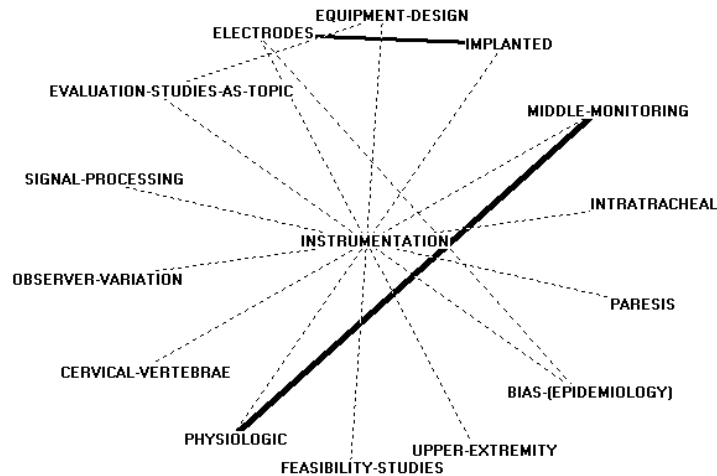 EQUIPMENT-DESIGN
ELECTRODES
IMPLANTED
EVALUATION-STUDIES-AS-TOPIC
MIDDLE-MONITORING
SIGNAL-PROCESSING
INTRATRACHEAL
INSTRUMENTATION
OBSERVER-VARIATION
PARESIS
CERVICAL-VERTEBRAE
BIAS-(EPIDEMIOLOGY)
PHYSIOLOGIC
UPPER-EXTREMITY
FEASIBILITY-STUDIES